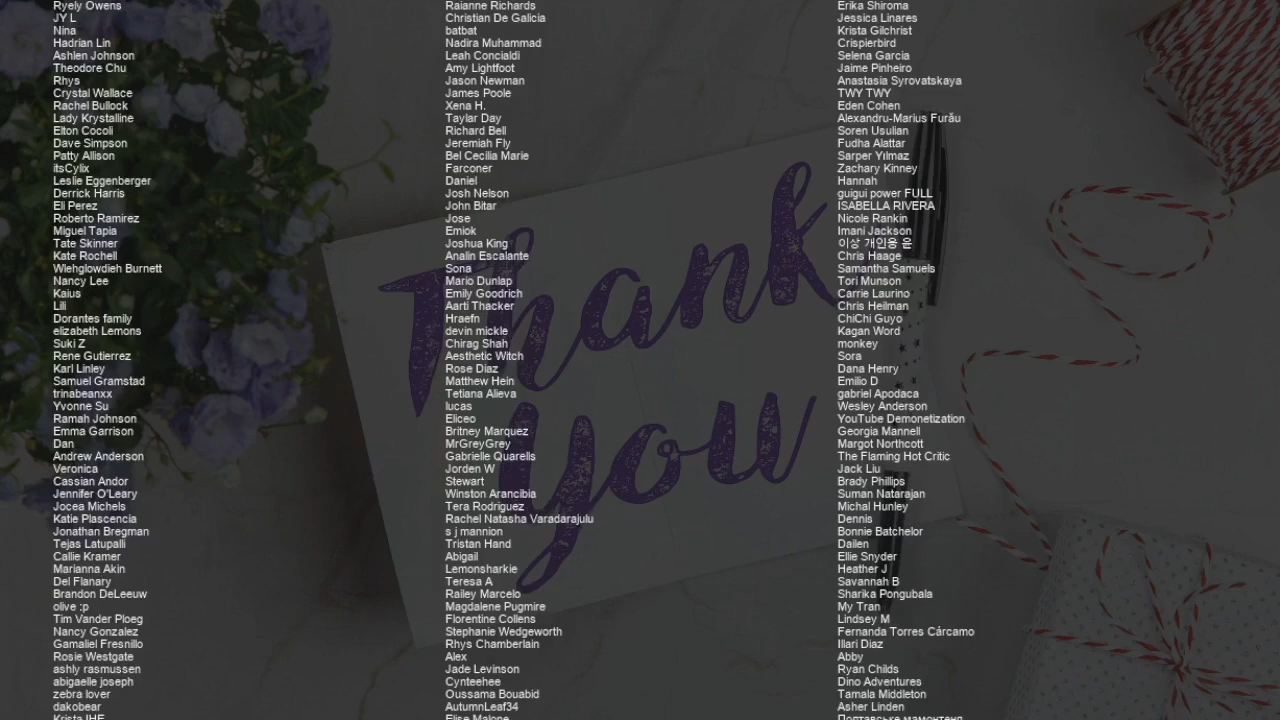 Ryely Owens
JY L
Nina
Hadrian Lin
Ashlen Johnson
Theodore Chu
Rhys
Crystal Wallace
Rachel Bullock
Lady Krystalline
Elton Cocoli
Dave Simpson
Patty Allison
itsCylix
Leslie Eggenberger
Derrick Harris
Eli Perez
Roberto Ramirez
Miguel Tapia
Tate Skinner
Kate Rochell
Wlehglowdieh Burnett
Nancy Lee
Kaius
Lili
Dorantes family
elizabeth Lemons
Suki Z
Rene Gutierrez
Karl Linley
Samuel Gramstad
trinabeanxx
Yvonne Su
Ramah Johnson
Emma Garrison
Dan
Andrew Anderson
Veronica
Cassian Andor
Jennifer O'Leary
Jocea Michels
Katie Plascencia
Jonathan Bregman
Tejas Latupalli
Callie Kramer
Marianna Akin
Del Flanary
Brandon DeLeeuw
olive :p
Tim Vander Ploeg
Nancy Gonzalez
Gamaliel Fresnillo
Rosie Westgate
ashly rasmussen
abigaelle joseph
zebra lover
dakobear
Krista IHE
Raianne Richards
Christian De Galicia
batbat
Nadira Muhammad
Leah Concialdi
Amy Lightfoot
Jason Newman
James Poole
Xena H.
Taylar Day
Richard Bell
Jeremiah Fly
Bel Cecilia Marie
Farconer
Daniel
Josh Nelson
John Bitar
Jose
Emiok
Joshua King
Analin Escalante
Sona
Mario Dunlap
Emily Goodrich
Aarti Thacker
Hraefn
devin mickle
Chirag Shah
Aesthetic Witch
Rose Diaz
Matthew Hein
Tetiana Alieva
lucas
Eliceo
Britney Marquez
MrGreyGrey
Gabrielle Quarells
Jorden W
Stewart
Winston Arancibia
Tera Rodriguez
Rachel Natasha Varadarajulu
s j mannion
Tristan Hand
Abigail
Lemonsharkie
Teresa A
Railey Marcelo
Magdalene Pugmire
Florentine Collens
Stephanie Wedgeworth
Rhys Chamberlain
Alex
Jade Levinson
Cynteehee
Oussama Bouabid
AutumnLeaf34
Elise Malone
Erika Shiroma
Jessica Linares
Krista Gilchrist
Crispierbird
Selena Garcia
Jaime Pinheiro
Anastasia Syrovatskaya
TWY TWY
Eden Cohen
Alexandru-Marius Furău
Soren Usulian
Fudha Alattar
Sarper Yılmaz
Zachary Kinney
Hannah
guigui power FULL
ISABELLA RIVERA
Nicole Rankin
Imani Jackson
이상 개인용 은
Chris Haage
Samantha Samuels
Tori Munson
Carrie Laurino
Chris Heilman
ChiChi Guyo
Kagan Word
monkey
Sora
Dana Henry
Emilio D
gabriel Apodaca
Wesley Anderson
YouTube Demonetization
Georgia Mannell
Margot Northcott
The Flaming Hot Critic
Jack Liu
Brady Phillips
Suman Natarajan
Michal Hunley
Dennis
Bonnie Batchelor
Dailen
Ellie Snyder
Heather J
Savannah B
Sharika Pongubala
My Tran
Lindsey M
Fernanda Torres Cárcamo
Illari Diaz
Abby
Ryan Childs
Dino Adventures
Tamala Middleton
Asher Linden
Полтавське мамонтеня
Thank
you